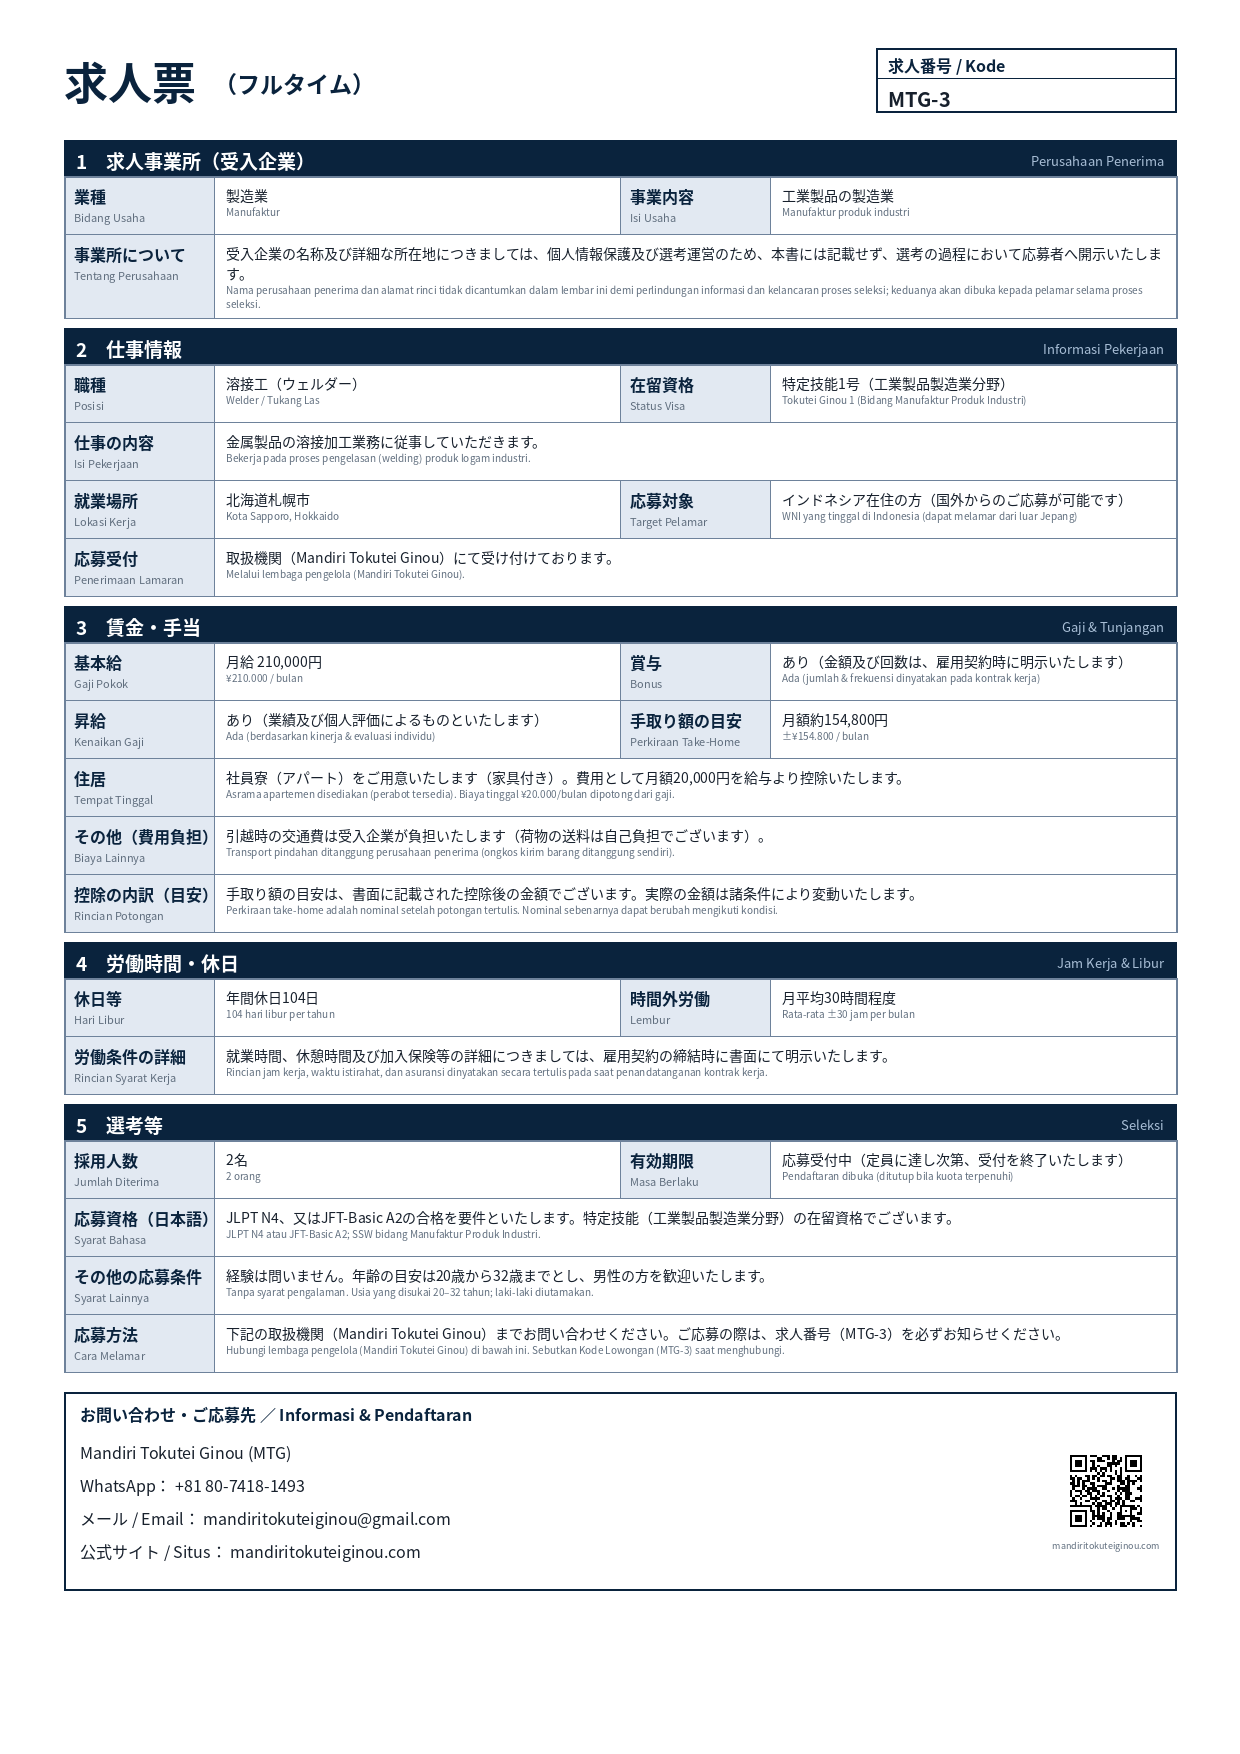 求人票 （フルタイム）
求人番号 / Kode
MTG-3
1 求人事業所（受入企業） Perusahaan Penerima
業種 製造業 事業内容 工業製品の製造業
Bidang Usaha Manufaktur Isi Usaha Manufaktur produk industri
事業所について 受入企業の名称及び詳細な所在地につきましては、個人情報保護及び選考運営のため、本書には記載せず、選考の過程において応募者へ開示いたしま
Tentang Perusahaan す。
Nama perusahaan penerima dan alamat rinci tidak dicantumkan dalam lembar ini demi perlindungan informasi dan kelancaran proses seleksi; keduanya akan dibuka kepada pelamar selama proses
seleksi.
2 仕事情報 Informasi Pekerjaan
職種 溶接工（ウェルダー） 在留資格 特定技能1号（工業製品製造業分野）
Posisi Welder / Tukang Las Status Visa Tokutei Ginou 1 (Bidang Manufaktur Produk Industri)
仕事の内容 金属製品の溶接加工業務に従事していただきます。
Isi Pekerjaan Bekerja pada proses pengelasan (welding) produk logam industri.
就業場所 北海道札幌市 応募対象 インドネシア在住の方（国外からのご応募が可能です）
Lokasi Kerja Kota Sapporo, Hokkaido Target Pelamar WNI yang tinggal di Indonesia (dapat melamar dari luar Jepang)
応募受付 取扱機関（Mandiri Tokutei Ginou）にて受け付けております。
Penerimaan Lamaran Melalui lembaga pengelola (Mandiri Tokutei Ginou).
3 賃金・手当 Gaji & Tunjangan
基本給 月給 210,000円 賞与 あり（金額及び回数は、雇用契約時に明示いたします）
Gaji Pokok ¥210.000 / bulan Bonus Ada (jumlah & frekuensi dinyatakan pada kontrak kerja)
昇給 あり（業績及び個人評価によるものといたします） 手取り額の目安 月額約154,800円
Kenaikan Gaji Ada (berdasarkan kinerja & evaluasi individu) Perkiraan Take-Home ±¥154.800 / bulan
住居 社員寮（アパート）をご用意いたします（家具付き）。費用として月額20,000円を給与より控除いたします。
Tempat Tinggal Asrama apartemen disediakan (perabot tersedia). Biaya tinggal ¥20.000/bulan dipotong dari gaji.
その他（費用負担） 引越時の交通費は受入企業が負担いたします（荷物の送料は自己負担でございます）。
Biaya Lainnya Transport pindahan ditanggung perusahaan penerima (ongkos kirim barang ditanggung sendiri).
控除の内訳（目安） 手取り額の目安は、書面に記載された控除後の金額でございます。実際の金額は諸条件により変動いたします。
Rincian Potongan Perkiraan take-home adalah nominal setelah potongan tertulis. Nominal sebenarnya dapat berubah mengikuti kondisi.
4 労働時間・休日 Jam Kerja & Libur
休日等 年間休日104日 時間外労働 月平均30時間程度
Hari Libur 104 hari libur per tahun Lembur Rata-rata ±30 jam per bulan
労働条件の詳細 就業時間、休憩時間及び加入保険等の詳細につきましては、雇用契約の締結時に書面にて明示いたします。
Rincian Syarat Kerja Rincian jam kerja, waktu istirahat, dan asuransi dinyatakan secara tertulis pada saat penandatanganan kontrak kerja.
5 選考等 Seleksi
採用人数 2名 有効期限 応募受付中（定員に達し次第、受付を終了いたします）
Jumlah Diterima 2 orang Masa Berlaku Pendaftaran dibuka (ditutup bila kuota terpenuhi)
応募資格（日本語） JLPT N4、又はJFT-Basic A2の合格を要件といたします。特定技能（工業製品製造業分野）の在留資格でございます。
Syarat Bahasa JLPT N4 atau JFT-Basic A2; SSW bidang Manufaktur Produk Industri.
その他の応募条件 経験は問いません。年齢の目安は20歳から32歳までとし、男性の方を歓迎いたします。
Syarat Lainnya Tanpa syarat pengalaman. Usia yang disukai 20–32 tahun; laki-laki diutamakan.
応募方法 下記の取扱機関（Mandiri Tokutei Ginou）までお問い合わせください。ご応募の際は、求人番号（MTG-3）を必ずお知らせください。
Cara Melamar Hubungi lembaga pengelola (Mandiri Tokutei Ginou) di bawah ini. Sebutkan Kode Lowongan (MTG-3) saat menghubungi.
お問い合わせ・ご応募先 ／ Informasi & Pendaftaran
Mandiri Tokutei Ginou (MTG)
WhatsApp： +81 80-7418-1493
メール / Email： mandiritokuteiginou@gmail.com
公式サイト / Situs： mandiritokuteiginou.com
mandiritokuteiginou.com